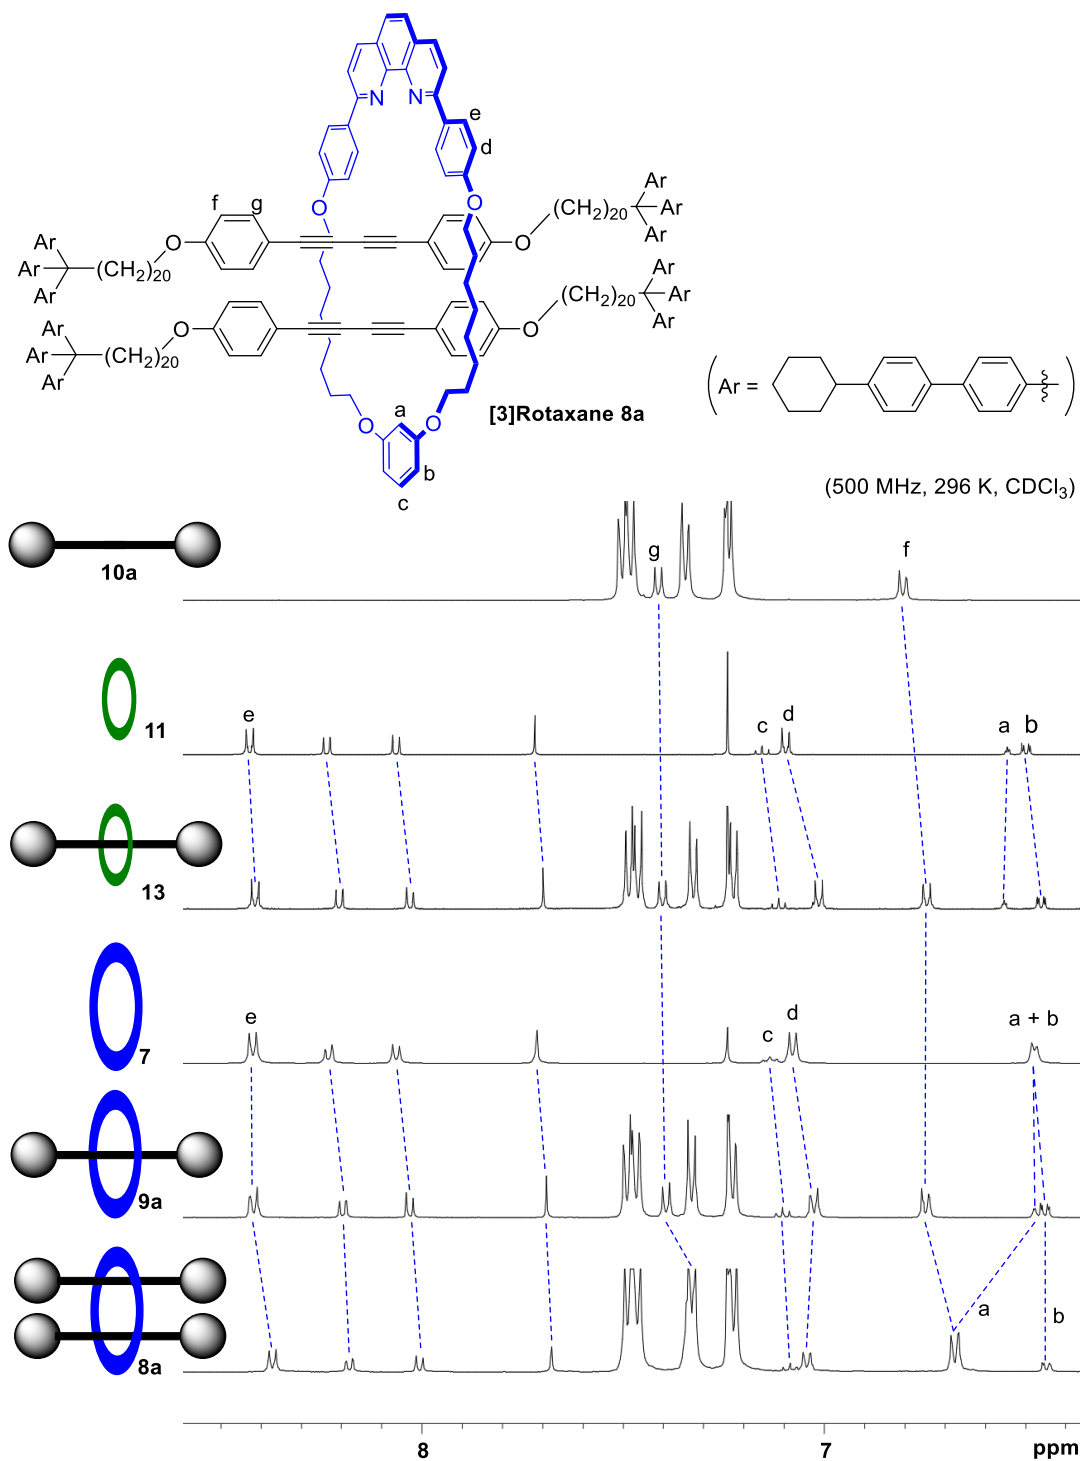 N N
e
d
O
O
f g
O
(CH2)20
Ar
Ar
Ar
O
(CH2)20
Ar
Ar
Ar
O
(CH2)20
Ar
Ar
Ar
O
(CH2)20
Ar
Ar
Ar
O
a
O
b
c
[3]Rotaxane 8a
(Ar = )
(500 MHz, 296 K, CDCl3)
10a
g f
11
e c d a b
13
7
e c d a + b
9a
8a
a
b
8 7 ppm